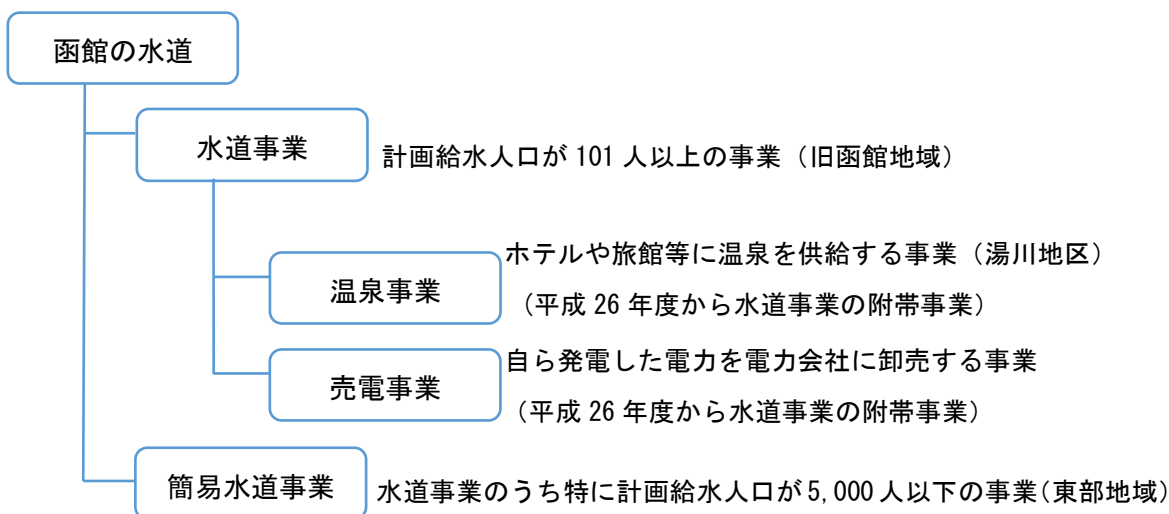 函館の水道
水道事業
計画給水人口が 101 人以上の事業（旧函館地域）
ホテルや旅館等に温泉を供給する事業（湯川地区）
温泉事業
（平成 26 年度から水道事業の附帯事業）
自ら発電した電力を電力会社に卸売する事業
売電事業
（平成 26 年度から水道事業の附帯事業）
簡易水道事業
水道事業のうち特に計画給水人口が 5,000 人以下の事業（東部地域）